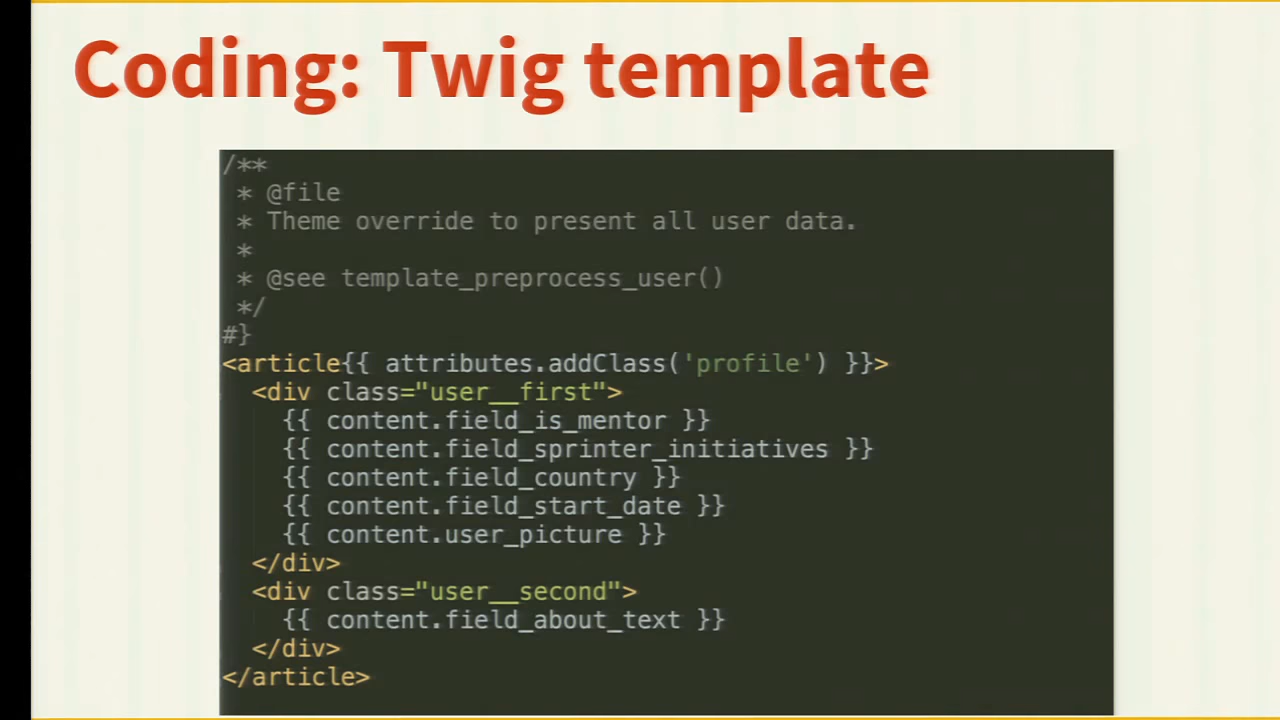 Coding: Twig template
/**
 * @file
 * Theme override to present all user data.
 *
 * @see template_preprocess_user()
 */
#}
<article{{ attributes.addClass('profile') }}>
  <div class="user__first">
    {{ content.field_is_mentor }}
    {{ content.field_sprinter_initiatives }}
    {{ content.field_country }}
    {{ content.field_start_date }}
    {{ content.user_picture }}
  </div>
  <div class="user__second">
    {{ content.field_about_text }}
  </div>
</article>